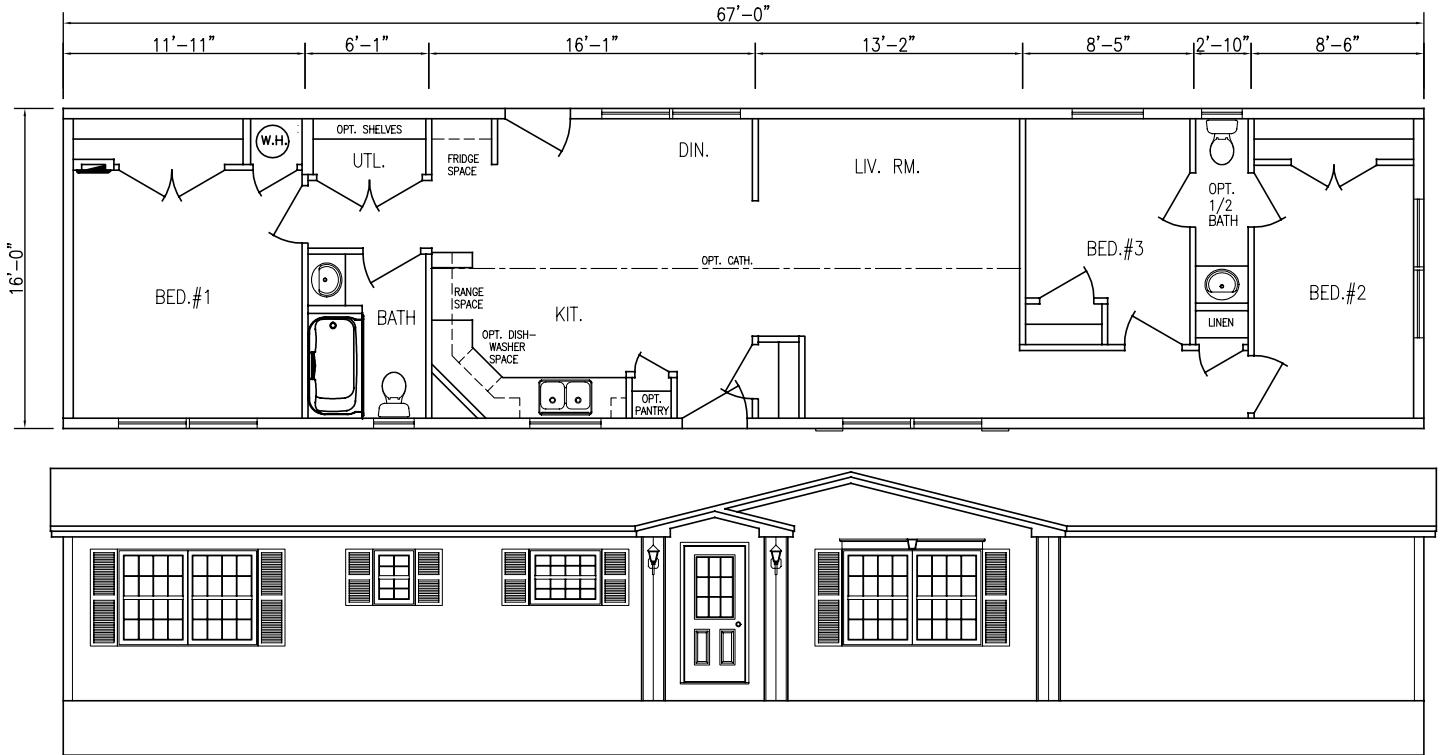 67'-0"
11'-11"
6'-1"
16'-1"
13'-2"
8'-5"
2'-10"
8'-6"
16'-0"
W.H.
OPT. SHELVES
UTL.
FRIDGE
SPACE
DIN.
LIV. RM.
OPT.
1/2
BATH
BED.#3
BED.#1
OPT. CATH.
BED.#2
RANGE
SPACE
KIT.
BATH
OPT. DISH-
WASHER
SPACE
LINEN
OPT.
PANTRY